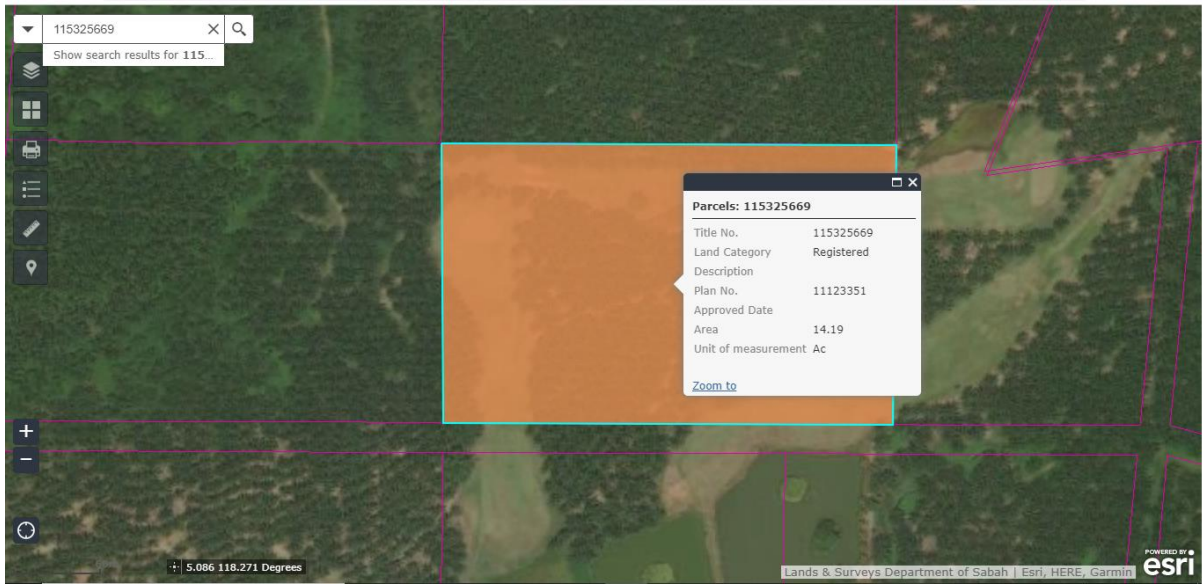 115325669
Show search results for 115...
Parcels: 115325669
Title No. 115325669
Land Category Registered
Description
Plan No. 11123351
Approved Date
Area 14.19
Unit of measurement Ac
Zoom to
+
−
5.086 118.271 Degrees
Lands & Surveys Department of Sabah | Esri, HERE, Garmin
POWERED BY
esri